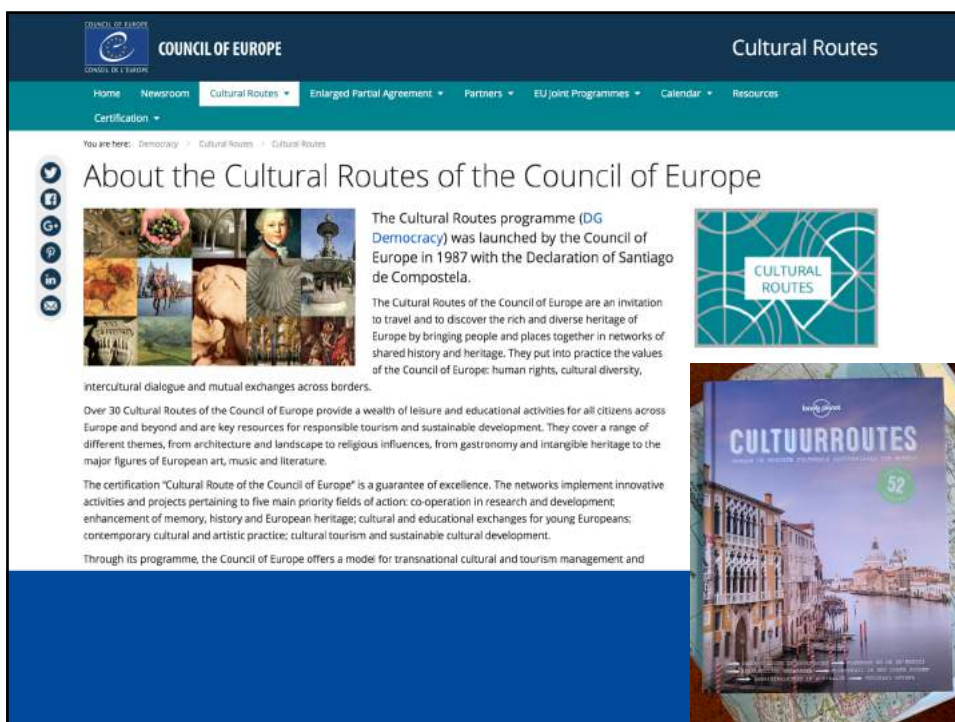 COUNCIL OF EUROPE
CONSEIL DE L'EUROPE
COUNCIL OF EUROPE
Cultural Routes
Home Newsroom Cultural Routes Enlarged Partial Agreement Partners EU Joint Programmes Calendar Resources
Certification
You are here: Democracy > Cultural Routes > Cultural Routes
About the Cultural Routes of the Council of Europe
The Cultural Routes programme (DG
Democracy) was launched by the Council of
Europe in 1987 with the Declaration of Santiago
de Compostela.
The Cultural Routes of the Council of Europe are an invitation
to travel and to discover the rich and diverse heritage of
Europe by bringing people and places together in networks of
shared history and heritage. They put into practice the values
of the Council of Europe: human rights, cultural diversity,
intercultural dialogue and mutual exchanges across borders.
Over 30 Cultural Routes of the Council of Europe provide a wealth of leisure and educational activities for all citizens across
Europe and beyond and are key resources for responsible tourism and sustainable development. They cover a range of
different themes, from architecture and landscape to religious influences, from gastronomy and intangible heritage to the
major figures of European art, music and literature.
The certification "Cultural Route of the Council of Europe" is a guarantee of excellence. The networks implement innovative
activities and projects pertaining to five main priority fields of action: co-operation in research and development;
enhancement of memory, history and European heritage; cultural and educational exchanges for young Europeans;
contemporary cultural and artistic practice; cultural tourism and sustainable cultural development.
Through its programme, the Council of Europe offers a model for transnational cultural and tourism management and
CULTURAL
ROUTES
lonely planet
CULTUURROUTES
52